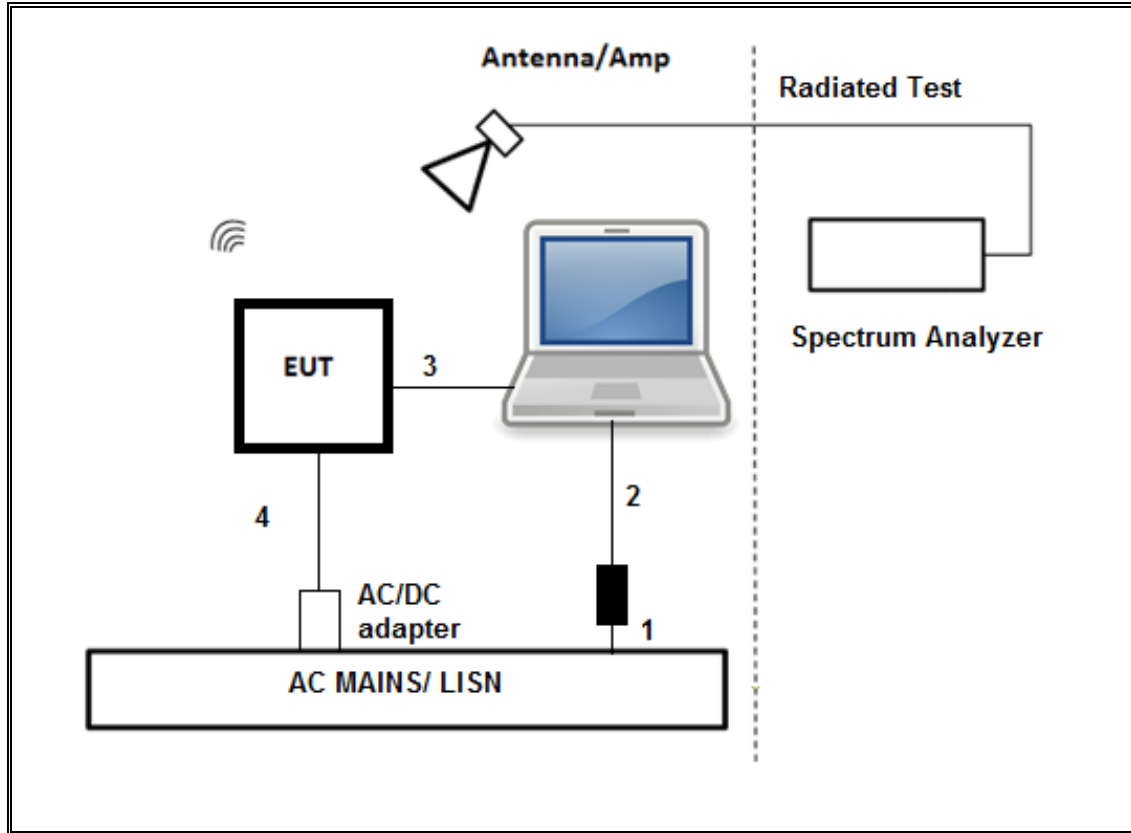 Antenna/Amp
Radiated Test
Spectrum Analyzer
EUT
3
2
4
AC/DC
adapter
1
AC MAINS/ LISN